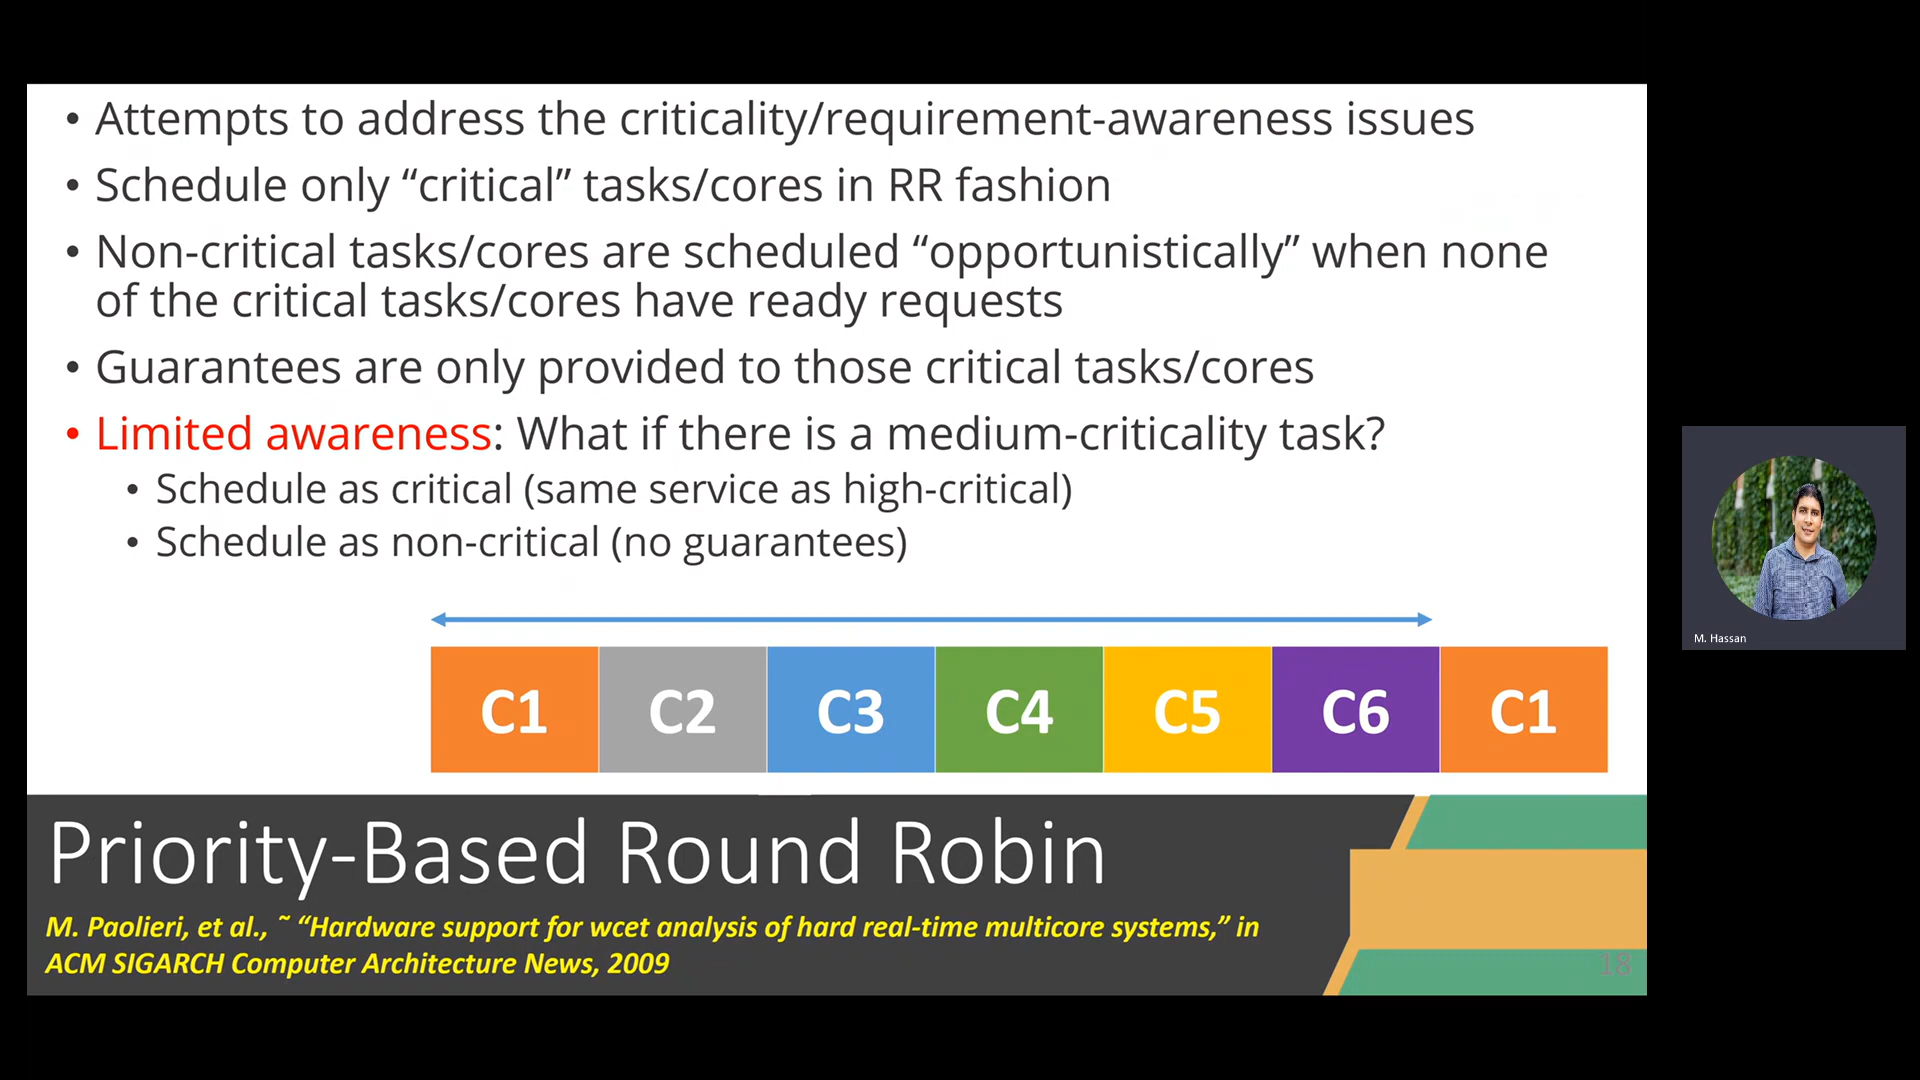 • Attempts to address the criticality/requirement-awareness issues
• Schedule only “critical” tasks/cores in RR fashion
• Non-critical tasks/cores are scheduled “opportunistically” when none
of the critical tasks/cores have ready requests
• Guarantees are only provided to those critical tasks/cores
• Limited awareness: What if there is a medium-criticality task?
• Schedule as critical (same service as high-critical)
• Schedule as non-critical (no guarantees)
C1 C2 C3 C4 C5 C6 C1
Priority-Based Round Robin
M. Paolieri, et al., ˜ “Hardware support for wcet analysis of hard real-time multicore systems,” in
ACM SIGARCH Computer Architecture News, 2009
18
M. Hassan